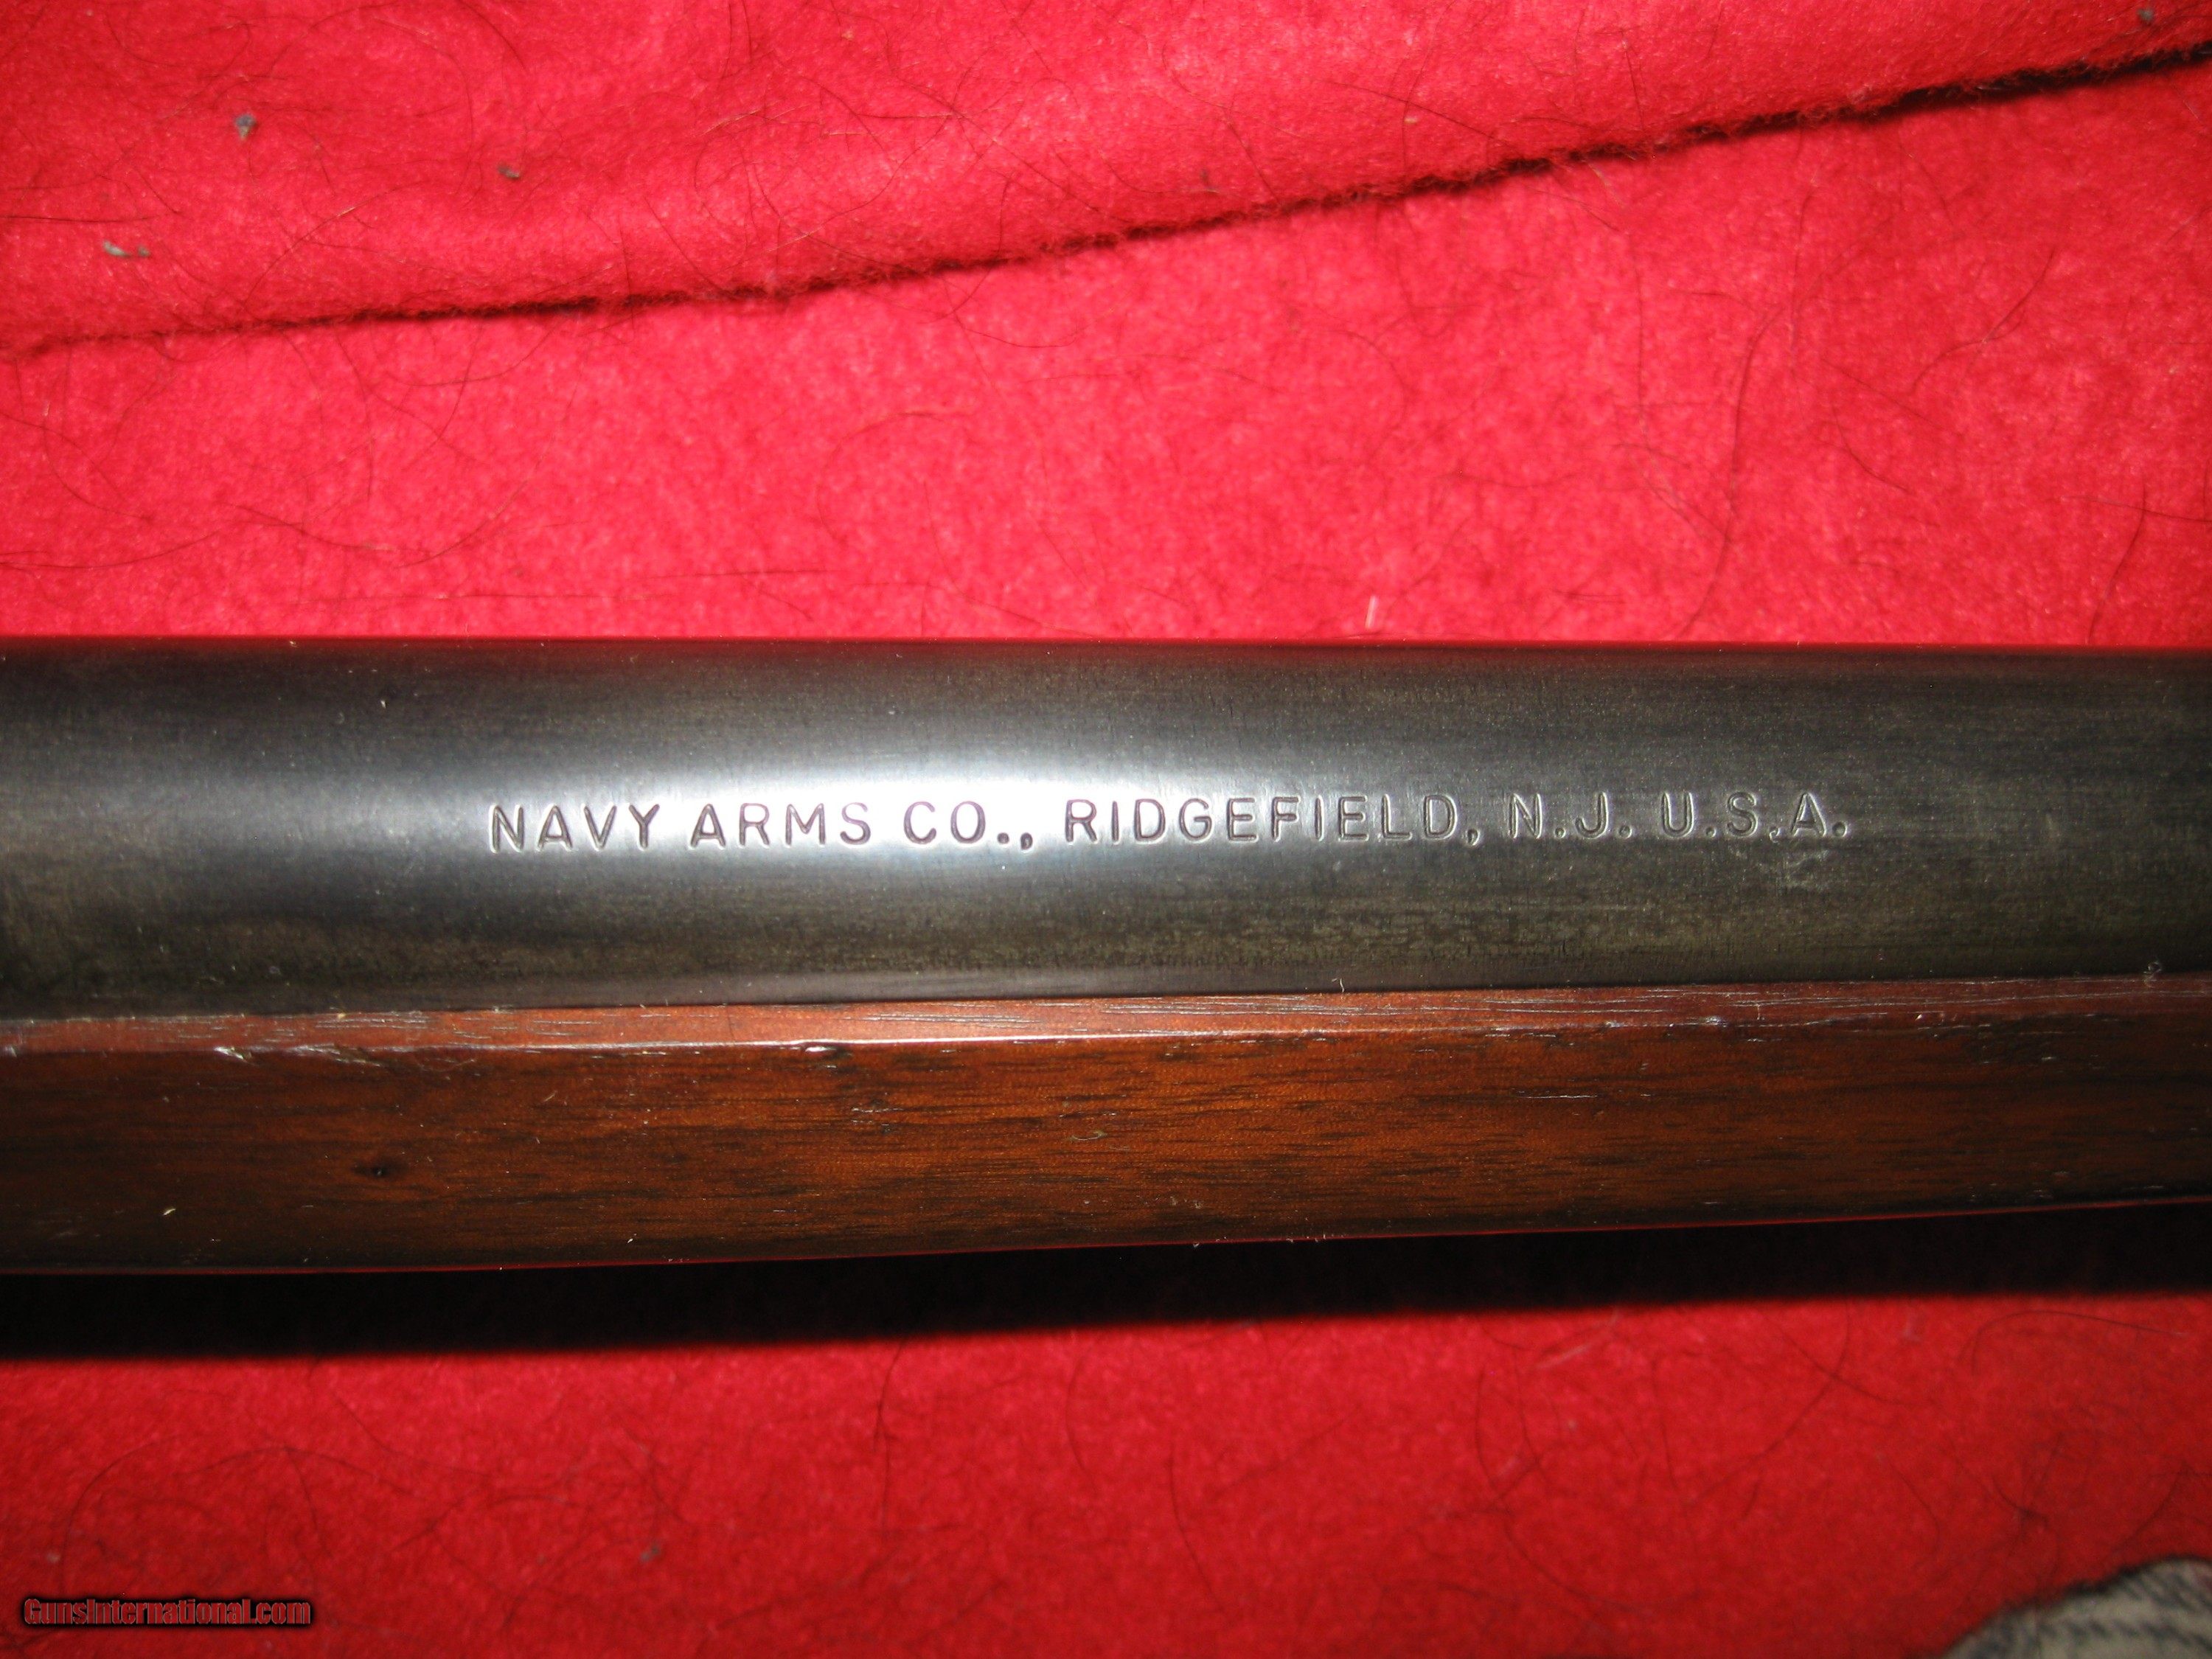 NAVY ARMS CO., RIDGEFIELD, N.J. U.S.A.
GunsInternational.com